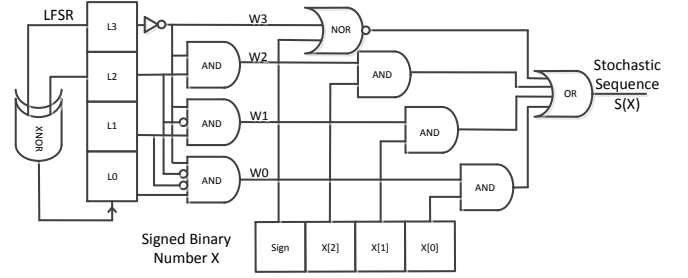 LFSR
L3
W3
NOR
W2
L2
AND
AND
Stochastic
Sequence
S(X)
OR
XNOR
L1
AND
W1
AND
L0
AND
W0
AND
Signed Binary
Number X
Sign
X[2]
X[1]
X[0]